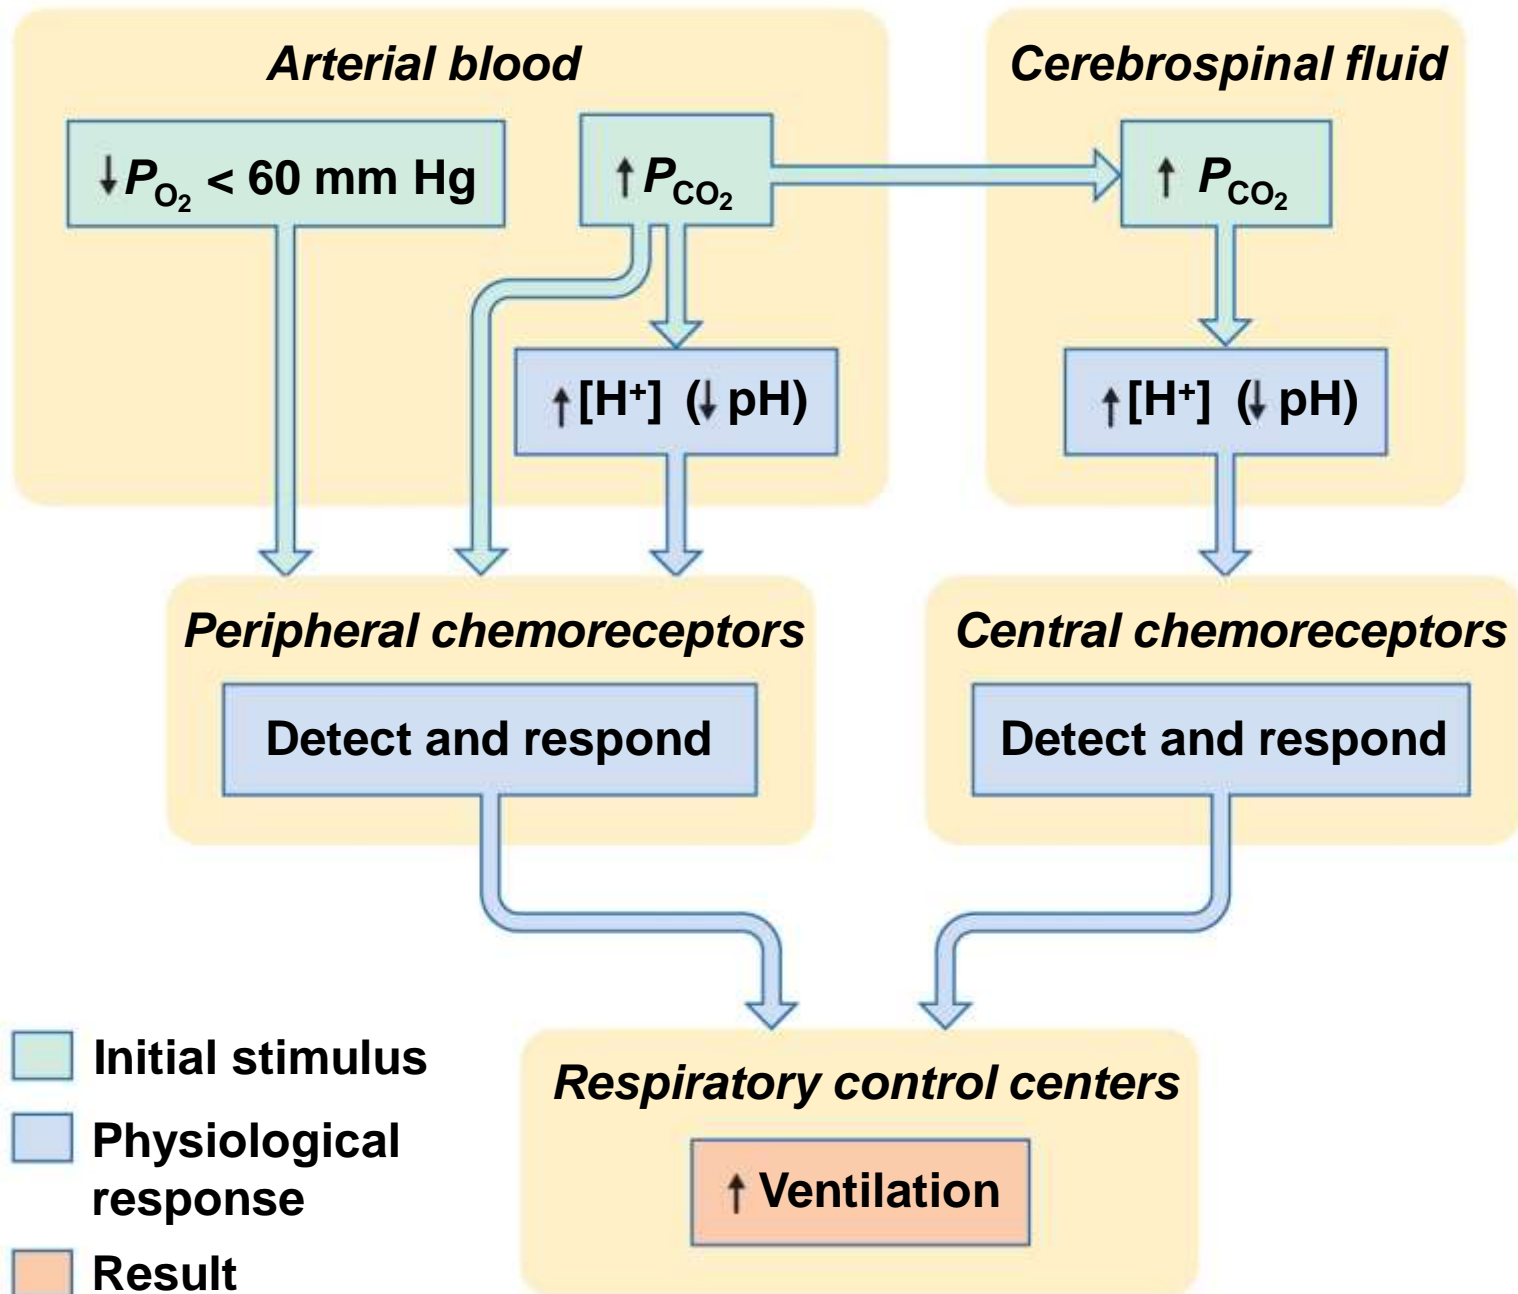 Arterial blood
Cerebrospinal fluid
↓PO₂ < 60 mm Hg
↑ PCO₂
↑ PCO₂
↑[H⁺] (↓ pH)
↑[H⁺] (↓ pH)
Peripheral chemoreceptors
Central chemoreceptors
Detect and respond
Detect and respond
Initial stimulus
Physiological
response
Result
Respiratory control centers
↑ Ventilation